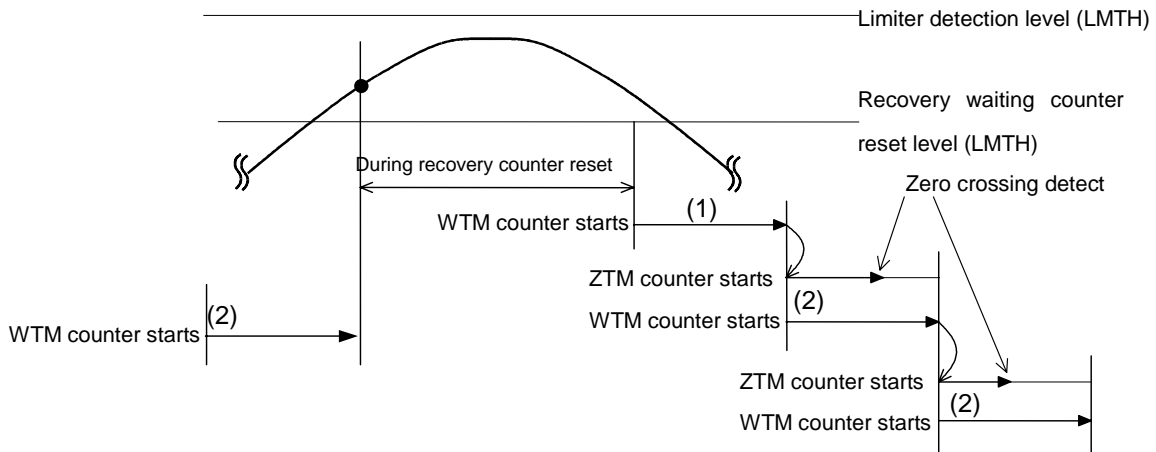 Limiter detection level (LMTH)
Recovery waiting counter
reset level (LMTH)
During recovery counter reset
Zero crossing detect
WTM counter starts (1)
ZTM counter starts
(2)
WTM counter starts
(2)
WTM counter starts
ZTM counter starts
(2)
WTM counter starts